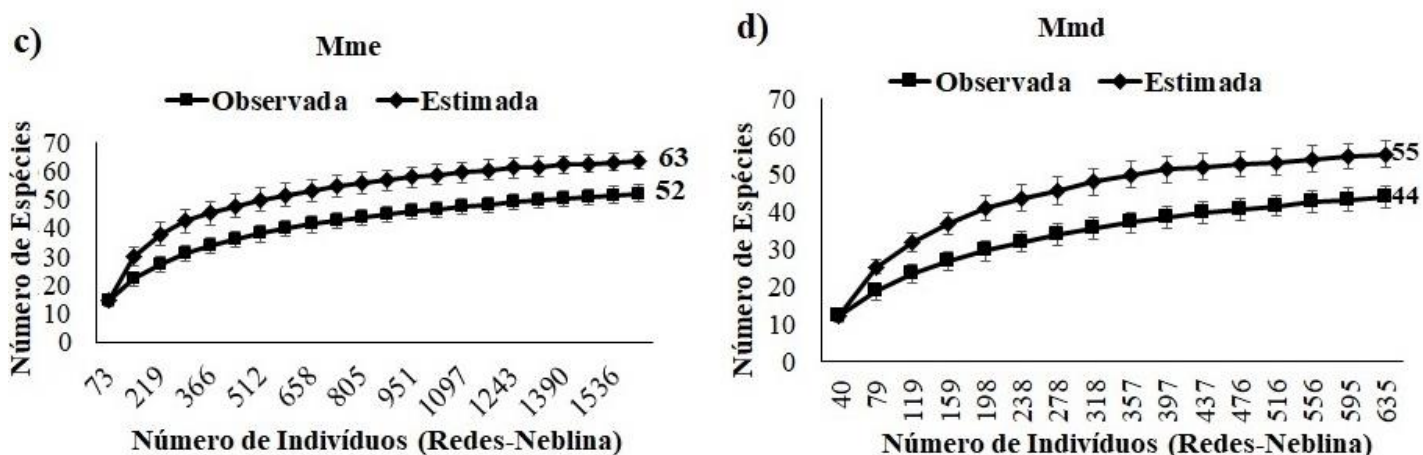 c)
Mme
Observada Estimada
Número de Espécies
70
60
50
40
30
20
10
0
63
52
73 219 366 512 658 805 951 1097 1243 1390 1536
Número de Indivíduos (Redes-Neblina)
d)
Mmd
Observada Estimada
Número de Espécies
70
60
50
40
30
20
10
0
55
44
40 79 119 159 198 238 278 318 357 397 437 476 516 556 595 635
Número de Indivíduos (Redes-Neblina)